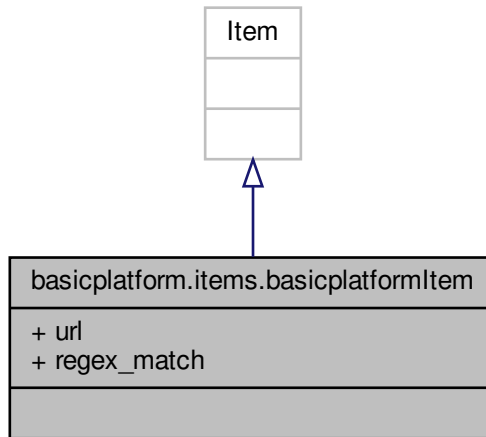 Item
basicplatform.items.basicplatformItem
+ url
+ regex_match